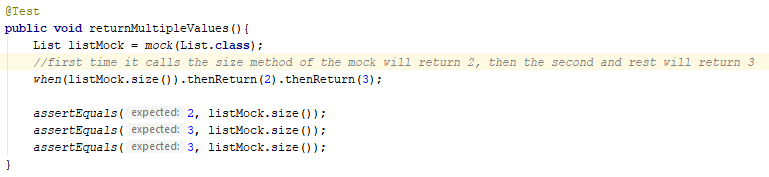 @Test
public void returnMultipleValues(){
List listMock = mock(List.class);
//first time it calls the size method of the mock will return 2, then the second and rest will return 3
when(listMock.size()).thenReturn(2).thenReturn(3);
assertEquals( expected: 2, listMock.size());
assertEquals( expected: 3, listMock.size());
assertEquals( expected: 3, listMock.size());
}